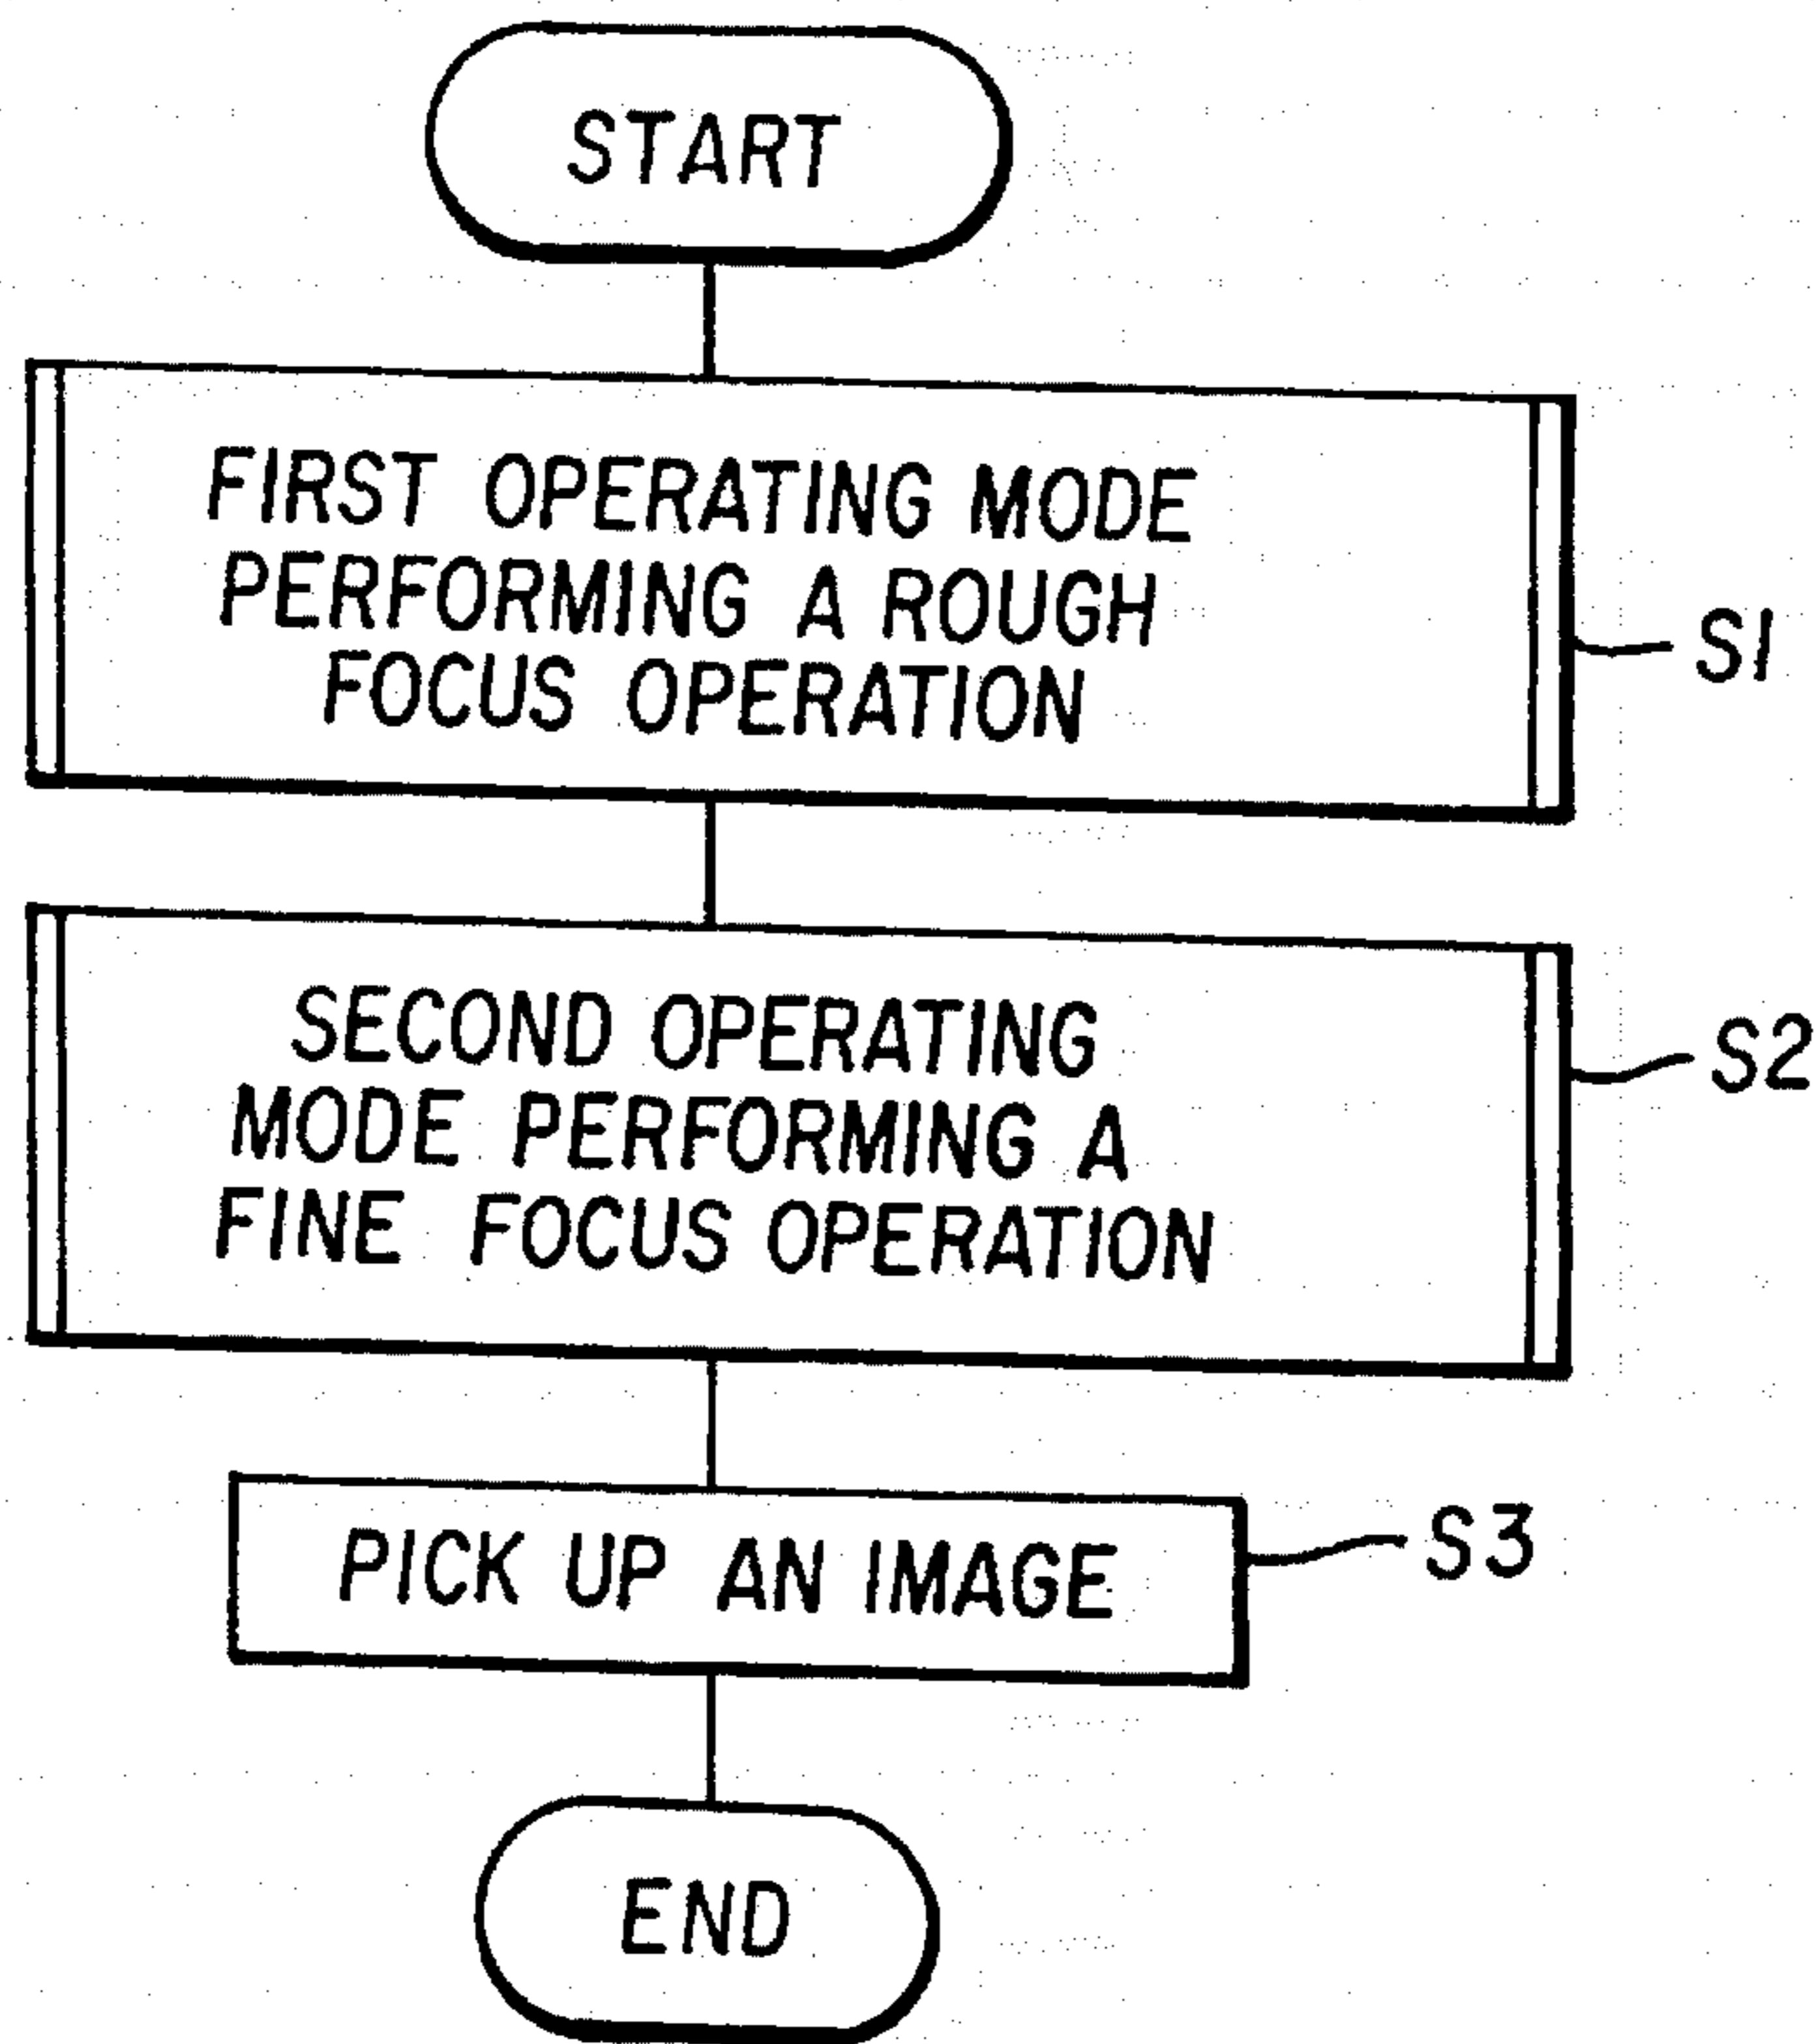 START
FIRST OPERATING MODE
PERFORMING A ROUGH
FOCUS OPERATION
S1
SECOND OPERATING
MODE PERFORMING A
FINE FOCUS OPERATION
S2
PICK UP AN IMAGE
S3
END